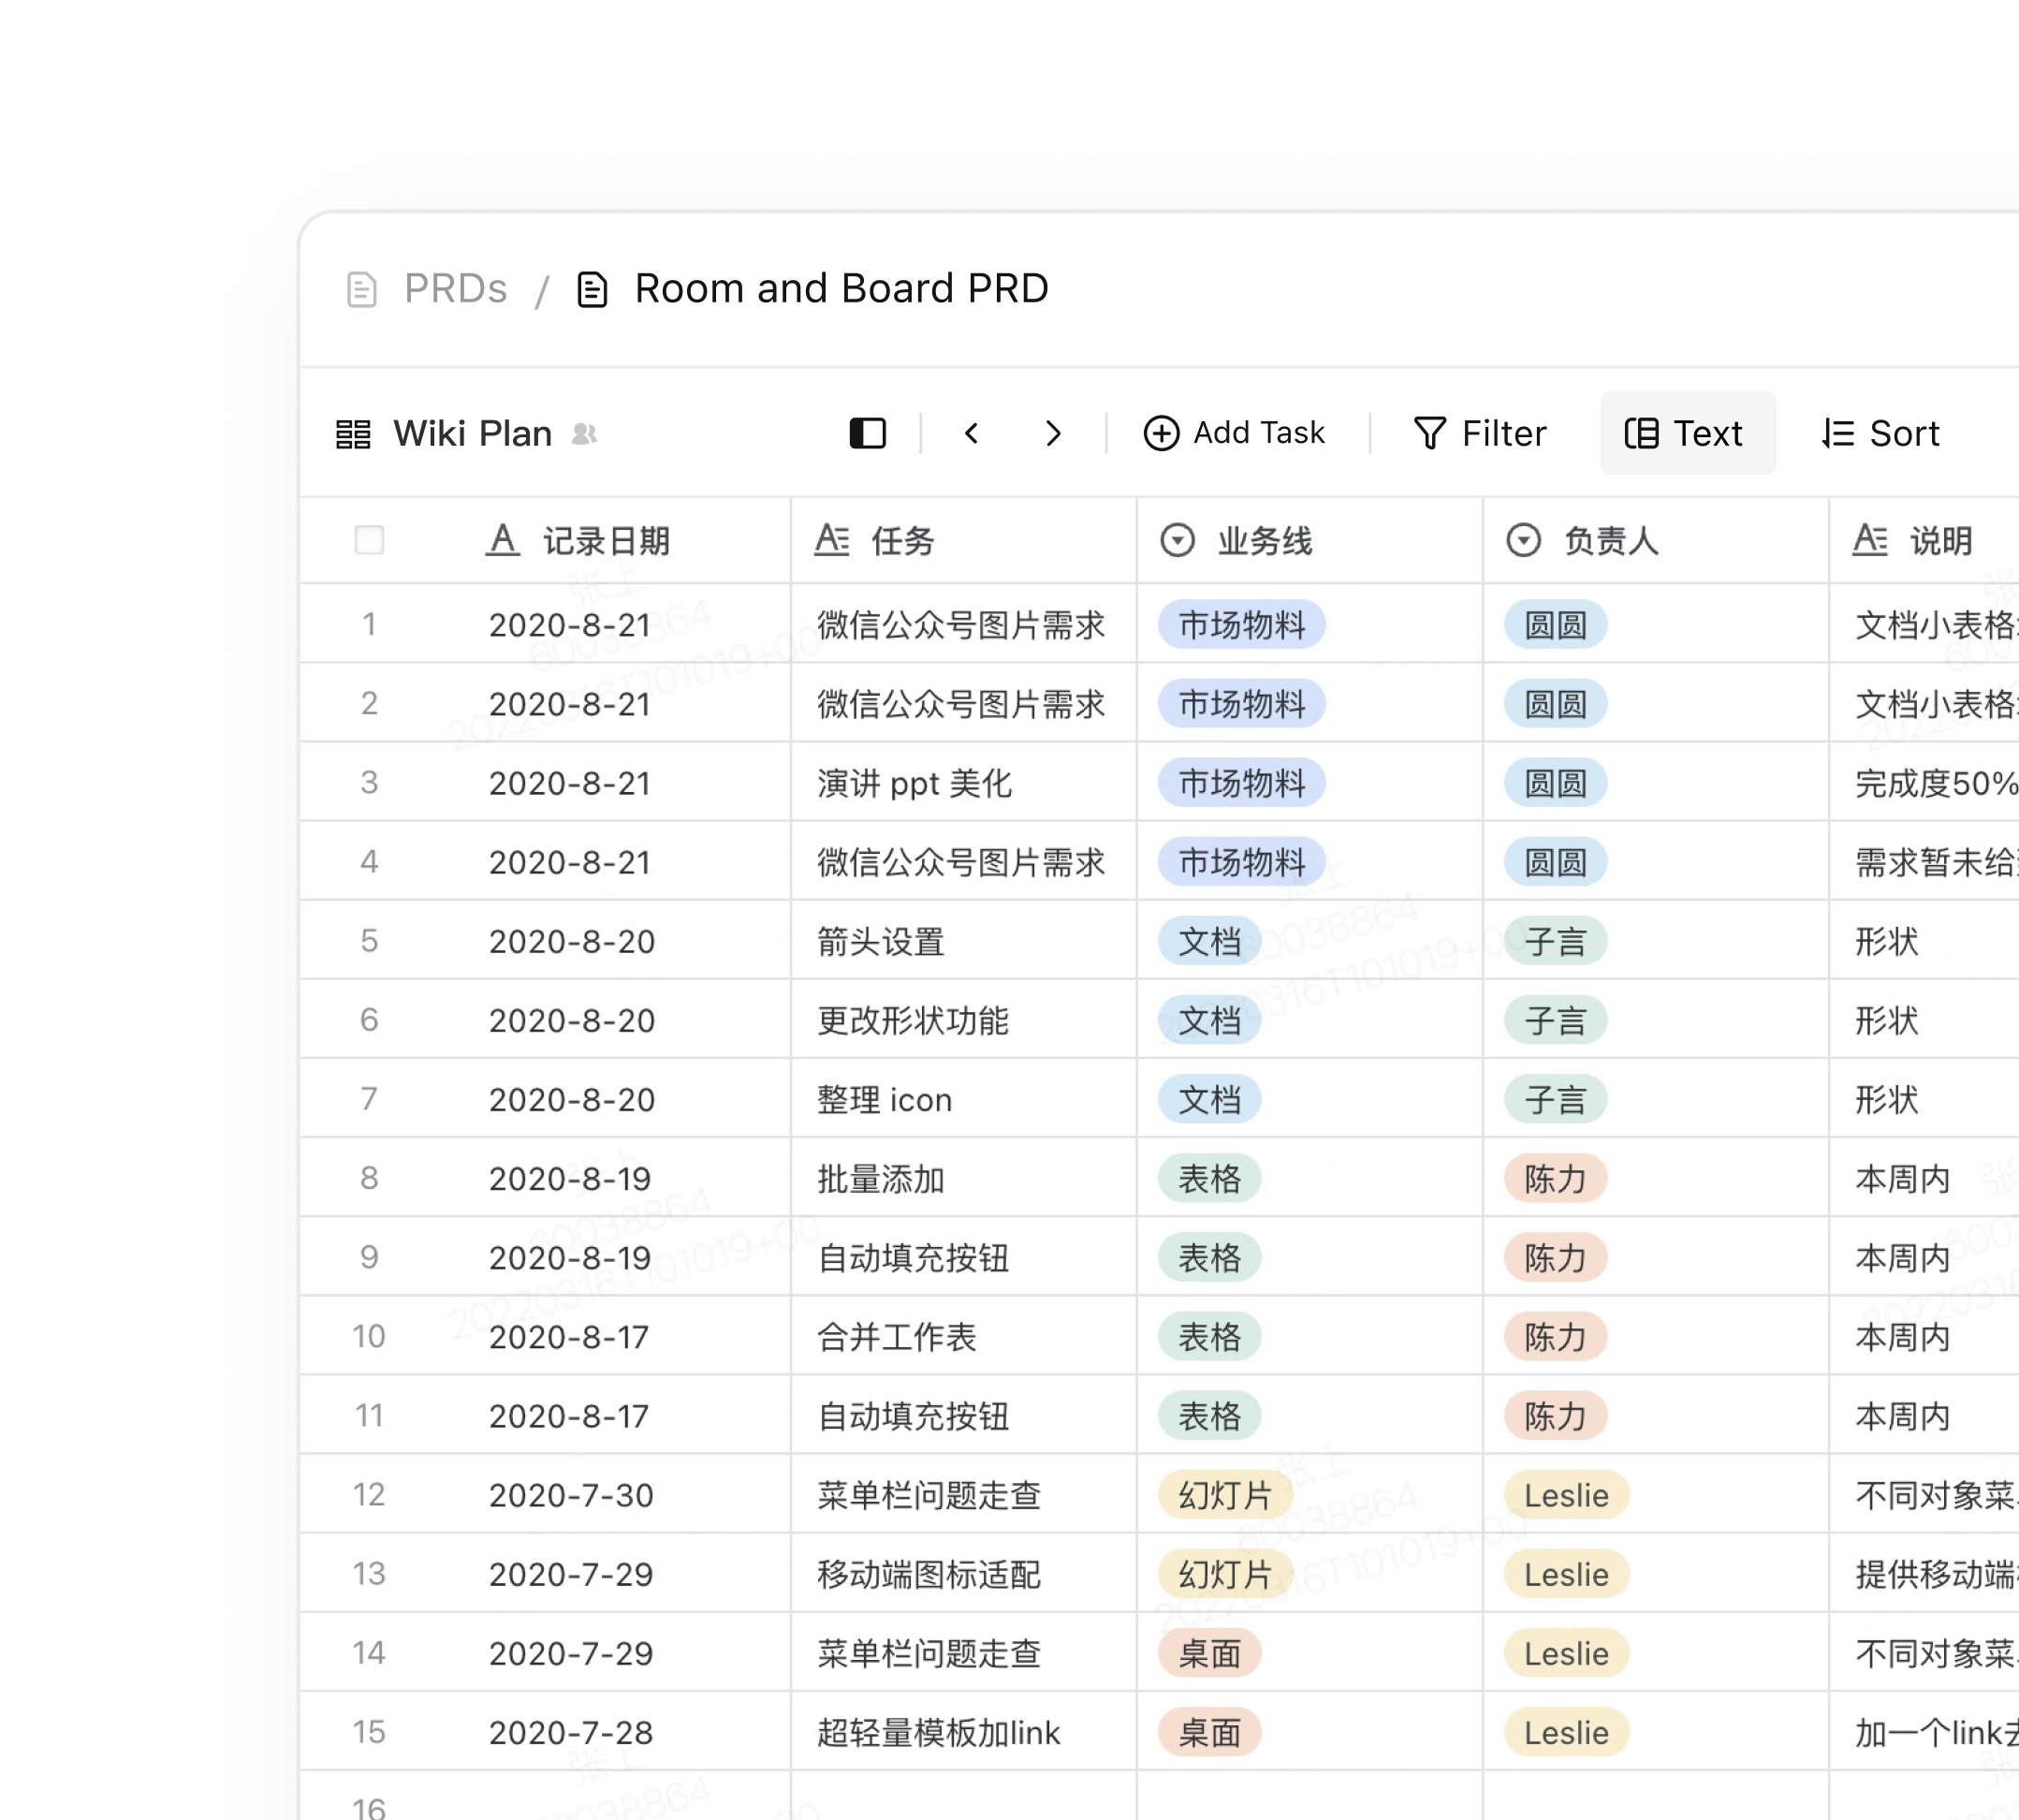 PRDs / Room and Board PRD
Wiki Plan Add Task Filter Text Sort
记录日期 任务 业务线 负责人 说明
1 2020-8-21 微信公众号图片需求 市场物料 圆圆 文档小表格
2 2020-8-21 微信公众号图片需求 市场物料 圆圆 文档小表格
3 2020-8-21 演讲 ppt 美化 市场物料 圆圆 完成度50%
4 2020-8-21 微信公众号图片需求 市场物料 圆圆 需求暂未给
5 2020-8-20 箭头设置 文档 子言 形状
6 2020-8-20 更改形状功能 文档 子言 形状
7 2020-8-20 整理 icon 文档 子言 形状
8 2020-8-19 批量添加 表格 陈力 本周内
9 2020-8-19 自动填充按钮 表格 陈力 本周内
10 2020-8-17 合并工作表 表格 陈力 本周内
11 2020-8-17 自动填充按钮 表格 陈力 本周内
12 2020-7-30 菜单栏问题走查 幻灯片 Leslie 不同对象菜
13 2020-7-29 移动端图标适配 幻灯片 Leslie 提供移动端
14 2020-7-29 菜单栏问题走查 桌面 Leslie 不同对象菜
15 2020-7-28 超轻量模板加link 桌面 Leslie 加一个link
16